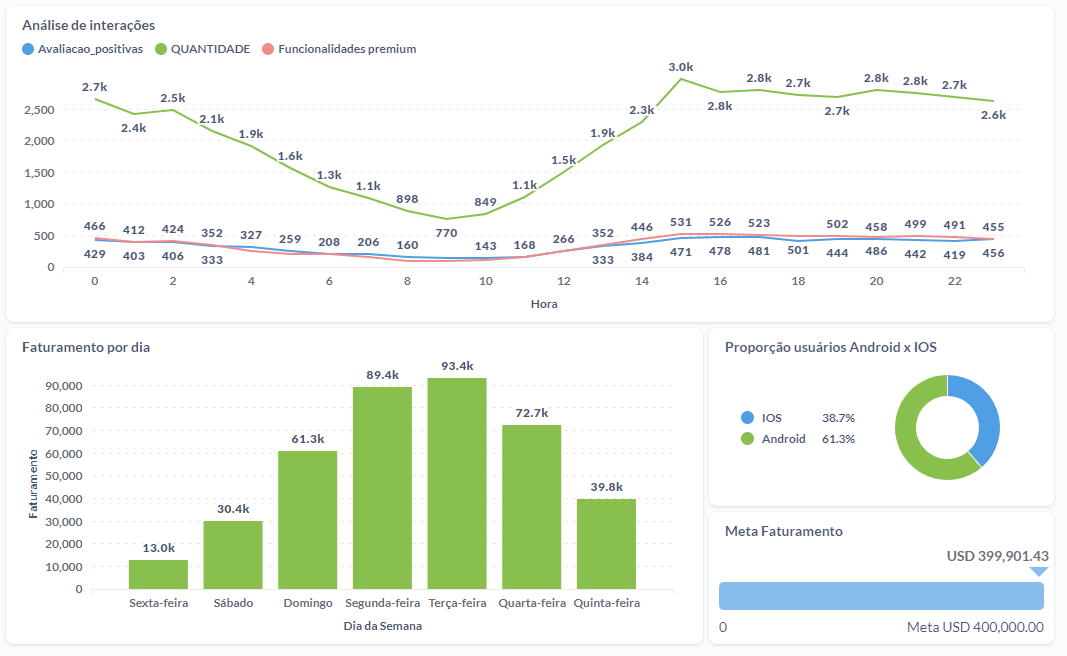 Análise de interações
Avaliacao_positivas QUANTIDADE Funcionalidades premium
3.0k
2.7k 2.8k 2.7k 2.8k 2.8k 2.7k
2.5k
2.4k 2.1k 2.3k 2.8k 2.7k 2.6k
1.9k 1.9k
1.6k 1.5k
1.3k 1.1k 1.1k
898 849
770
2,500
2,000
1,500
1,000
500
0
466 412 424 352 327 259 208 206 160 143 168 266 352 446 531 526 523 502 458 499 491 455
429 403 406 333 333 384 471 478 481 501 444 486 442 419 456
0 2 4 6 8 10 12 14 16 18 20 22
Hora
Faturamento por dia
Faturamento
90,000
80,000
70,000
60,000
50,000
40,000
30,000
20,000
10,000
0
13.0k 30.4k 61.3k 89.4k 93.4k 72.7k 39.8k
Sexta-feira Sábado Domingo Segunda-feira Terça-feira Quarta-feira Quinta-feira
Dia da Semana
Proporção usuários Android x IOS
IOS 38.7%
Android 61.3%
Meta Faturamento
USD 399,901.43
0 Meta USD 400,000.00